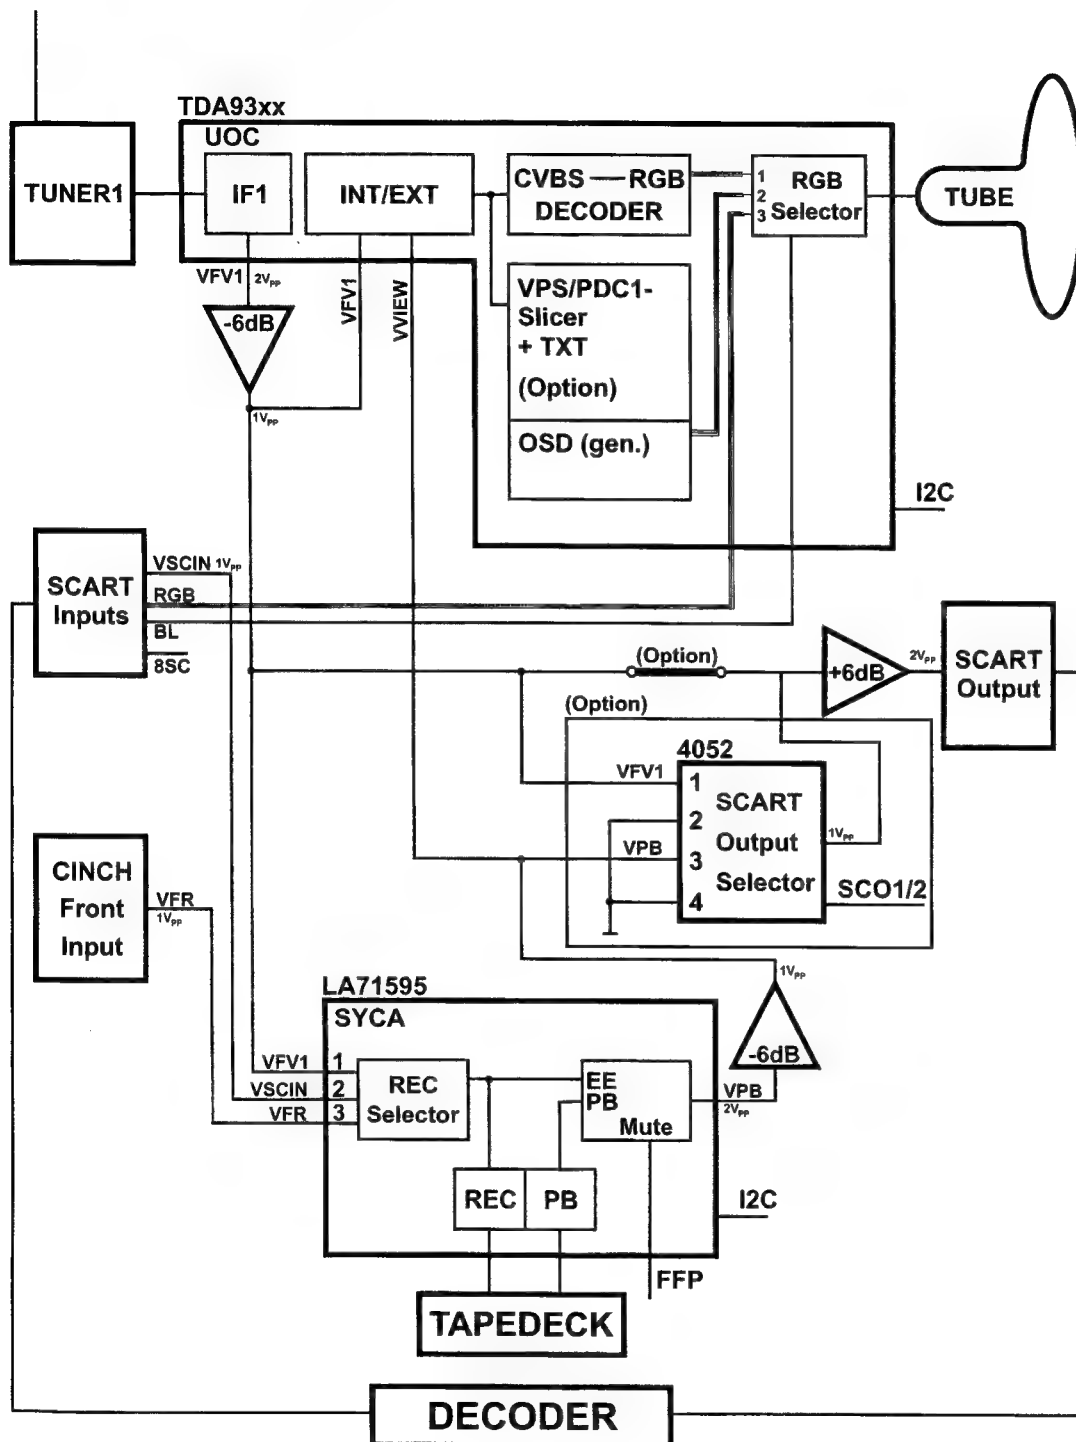 TDA93xx
UOC
TUNER1
IF1
INT/EXT
CVBS — RGB
DECODER
1
2
3
RGB
Selector
TUBE
VFV1 2Vpp
-6dB
1Vpp
VFV1
VVIEW
VPS/PDC1-
Slicer
+ TXT
(Option)
OSD (gen.)
I2C
SCART
Inputs
VSCIN 1Vpp
RGB
BL
8SC
(Option)
+6dB
2Vpp
SCART
Output
(Option)
4052
VFV1
VPB
1
2
3
4
SCART
Output
Selector
1Vpp
SCO1/2
CINCH
Front
Input
VFR
1Vpp
1Vpp
-6dB
VPB
2Vpp
LA71595
SYCA
VFV1 1
VSCIN 2
VFR 3
REC
Selector
EE
PB
Mute
REC
PB
I2C
FFP
TAPEDECK
DECODER